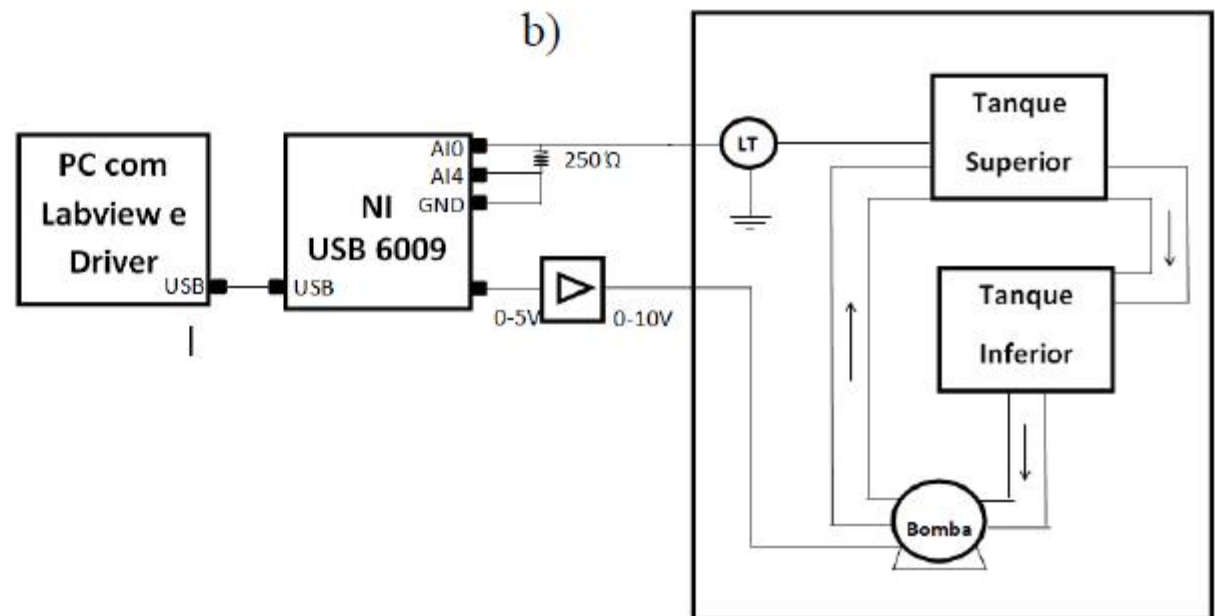 b)
PC com
Labview e
Driver
USB
NI
USB 6009
AI0
AI4
GND
USB
250Ω
0-5V
0-10V
LT
Tanque
Superior
Tanque
Inferior
Bomba